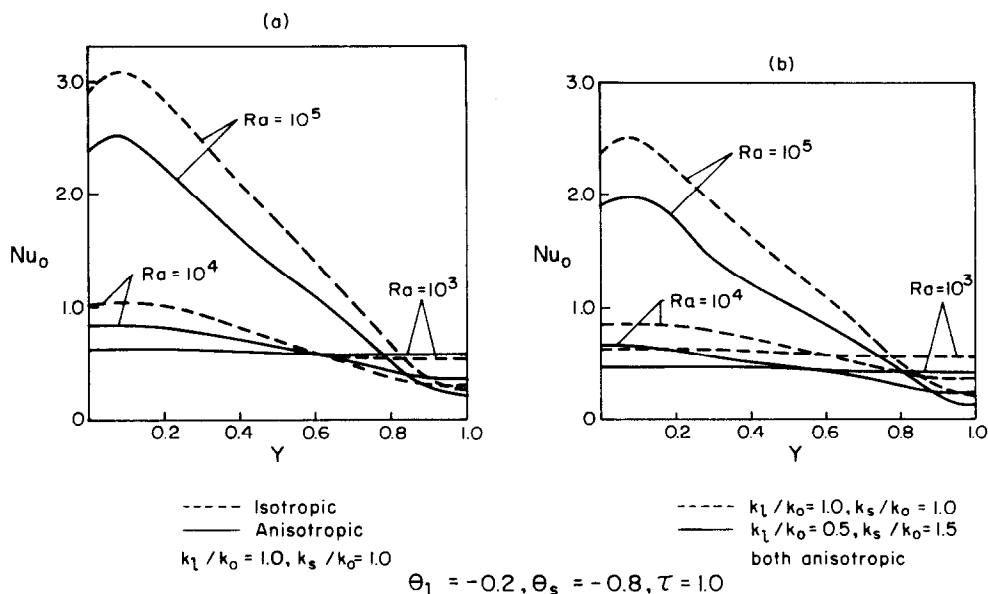 (a)
3.0
2.0
1.0
0
Nu₀
Ra = 10⁵
Ra = 10⁴
Ra=10³
0.2
0.4
0.6
0.8
1.0
Y
--- Isotropic
— Anisotropic
k_l/k_o = 1.0, k_s/k_o = 1.0
(b)
3.0
2.0
1.0
0
Nu₀
Ra = 10⁵
Ra = 10⁴
Ra=10³
0.2
0.4
0.6
0.8
1.0
Y
--- k_l/k_o = 1.0, k_s/k_o = 1.0
— k_l/k_o = 0.5, k_s/k_o = 1.5
both anisotropic
θ_l = -0.2, θ_s = -0.8, τ = 1.0